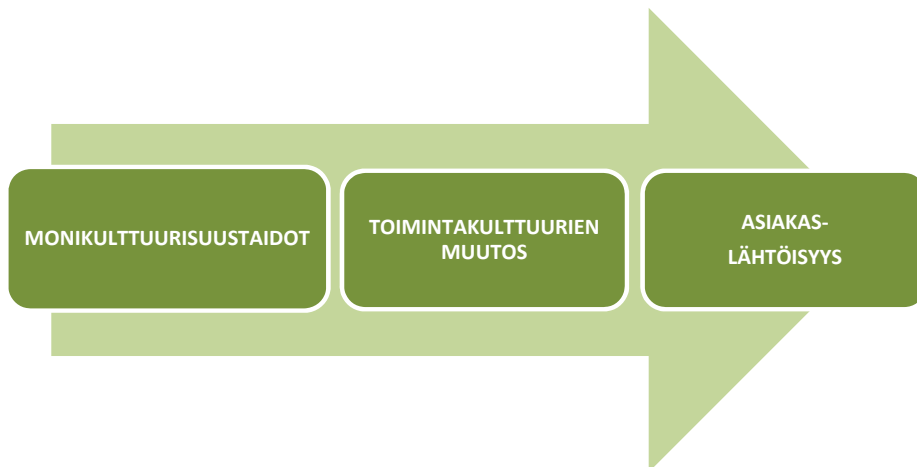 MONIKULTTUURISUUSTAIDOT
TOIMINTAKULTTUURIEN
MUUTOS
ASIAKAS-
LÄHTÖISYYS